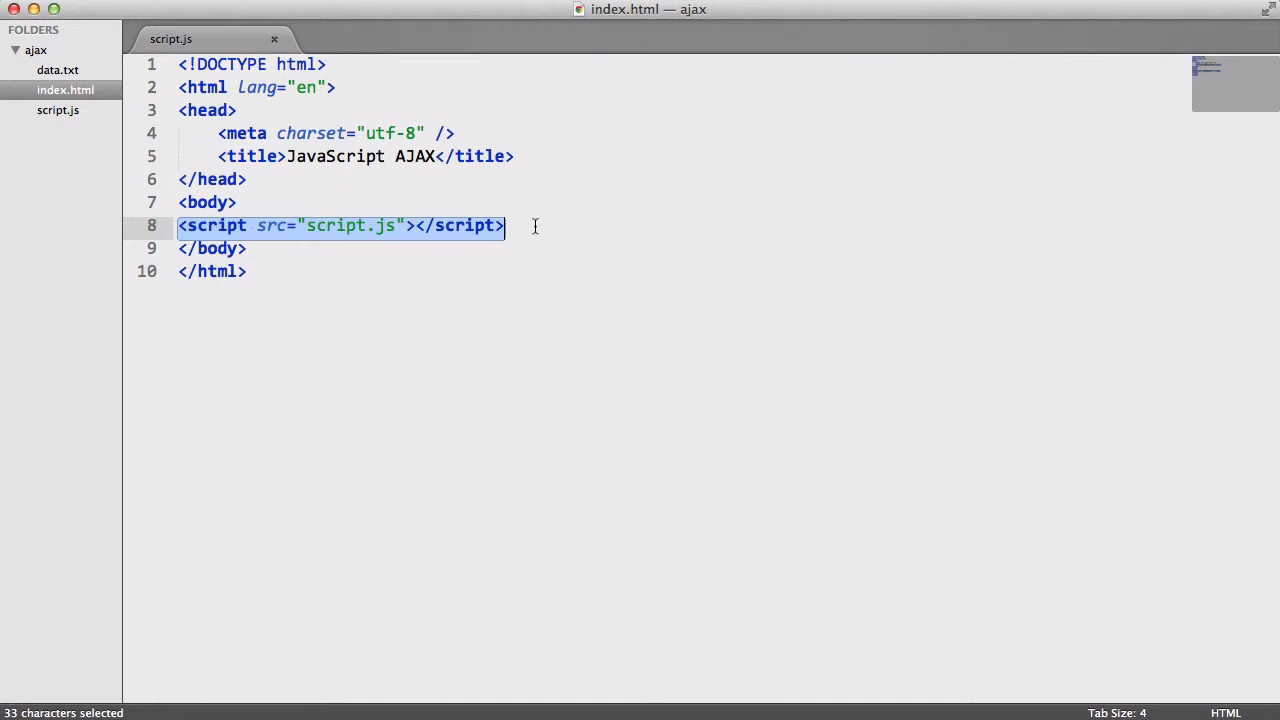 index.html — ajax
FOLDERS
ajax
data.txt
index.html
script.js
script.js ×
1 <!DOCTYPE html>
2 <html lang="en">
3 <head>
4 <meta charset="utf-8" />
5 <title>JavaScript AJAX</title>
6 </head>
7 <body>
8 <script src="script.js"></script>
9 </body>
10 </html>
33 characters selected
Tab Size: 4
HTML